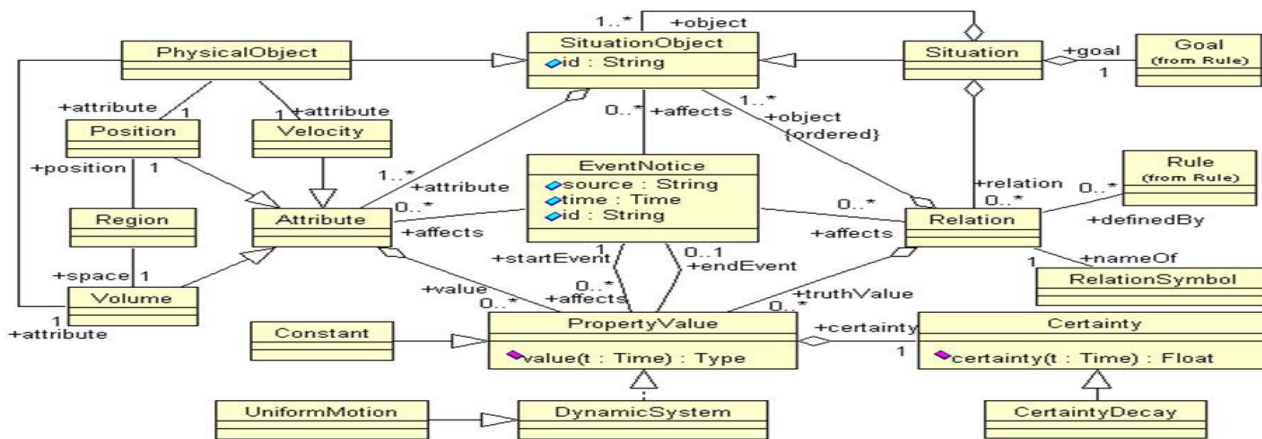 1..* +object
PhysicalObject
SituationObject
id : String
Situation
+goal
1
Goal
(from Rule)
+attribute
1
1
+attribute
0..*
+affects
1..*
+object
{ordered}
Position
Velocity
+position
1
EventNotice
source : String
time : Time
id : String
Rule
(from Rule)
1..*
+attribute
+relation
0..*
0..*
+definedBy
Region
Attribute
0..*
+affects
0..*
+affects
Relation
+space
1
1
+startEvent
0..1
+endEvent
1
+nameOf
RelationSymbol
Volume
1
+attribute
+value
0..*
0..*
+affects
+truthValue
0..*
Constant
PropertyValue
value(t : Time) : Type
+certainty
1
Certainty
certainty(t : Time) : Float
UniformMotion
DynamicSystem
CertaintyDecay